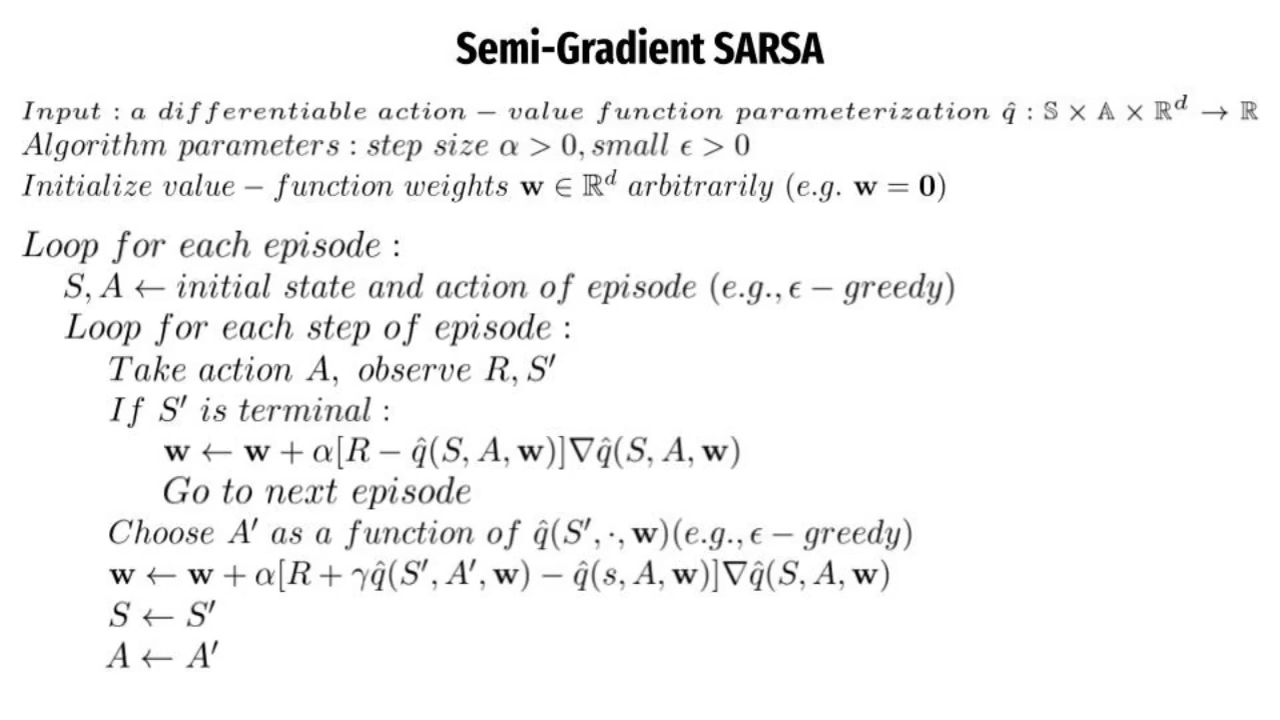 Semi-Gradient SARSA
Input : a differentiable action − value function parameterization q̂ : 𝕊 × 𝔸 × ℝᵈ → ℝ
Algorithm parameters : step size α > 0, small ϵ > 0
Initialize value − function weights w ∈ ℝᵈ arbitrarily (e.g. w = 0)
Loop for each episode :
S, A ← initial state and action of episode (e.g., ϵ − greedy)
Loop for each step of episode :
Take action A, observe R, S′
If S′ is terminal :
w ← w + α[R − q̂(S, A, w)]∇q̂(S, A, w)
Go to next episode
Choose A′ as a function of q̂(S′, ·, w)(e.g., ϵ − greedy)
w ← w + α[R + γq̂(S′, A′, w) − q̂(s, A, w)]∇q̂(S, A, w)
S ← S′
A ← A′